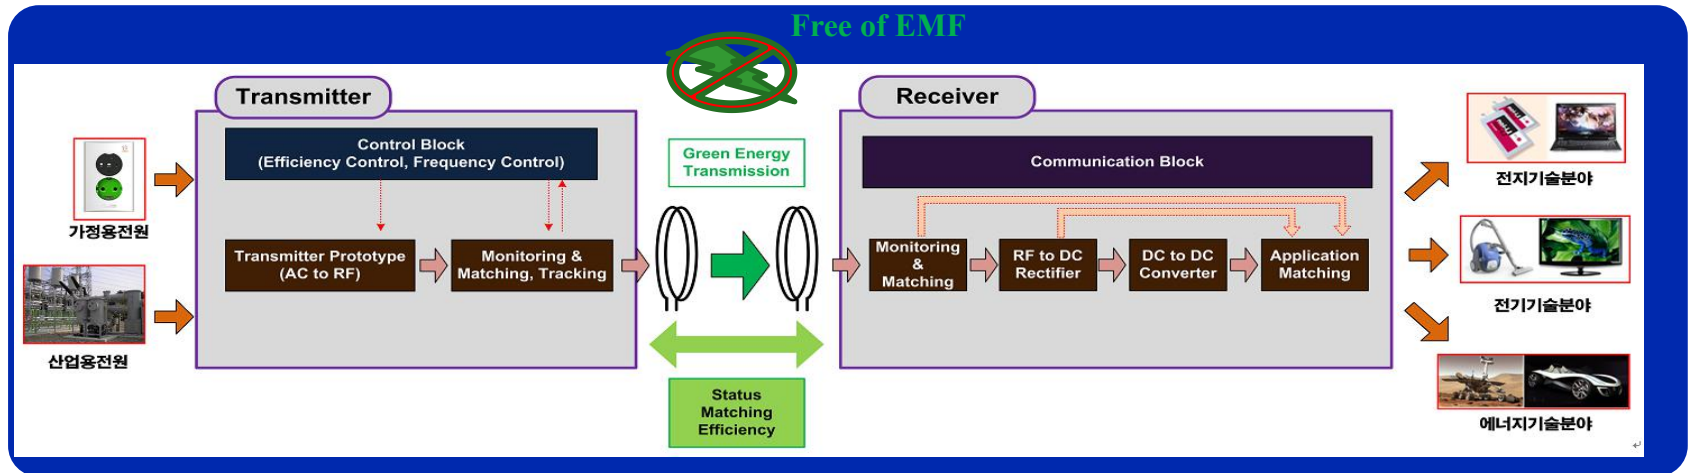 Free of EMF
Transmitter
Receiver
Control Block
(Efficiency Control, Frequency Control)
Green Energy
Transmission
Communication Block
가정용전원
전지기술분야
Transmitter Prototype
(AC to RF)
Monitoring &
Matching, Tracking
Monitoring
&
Matching
RF to DC
Rectifier
DC to DC
Converter
Application
Matching
산업용전원
전기기술분야
Status
Matching
Efficiency
에너지기술분야